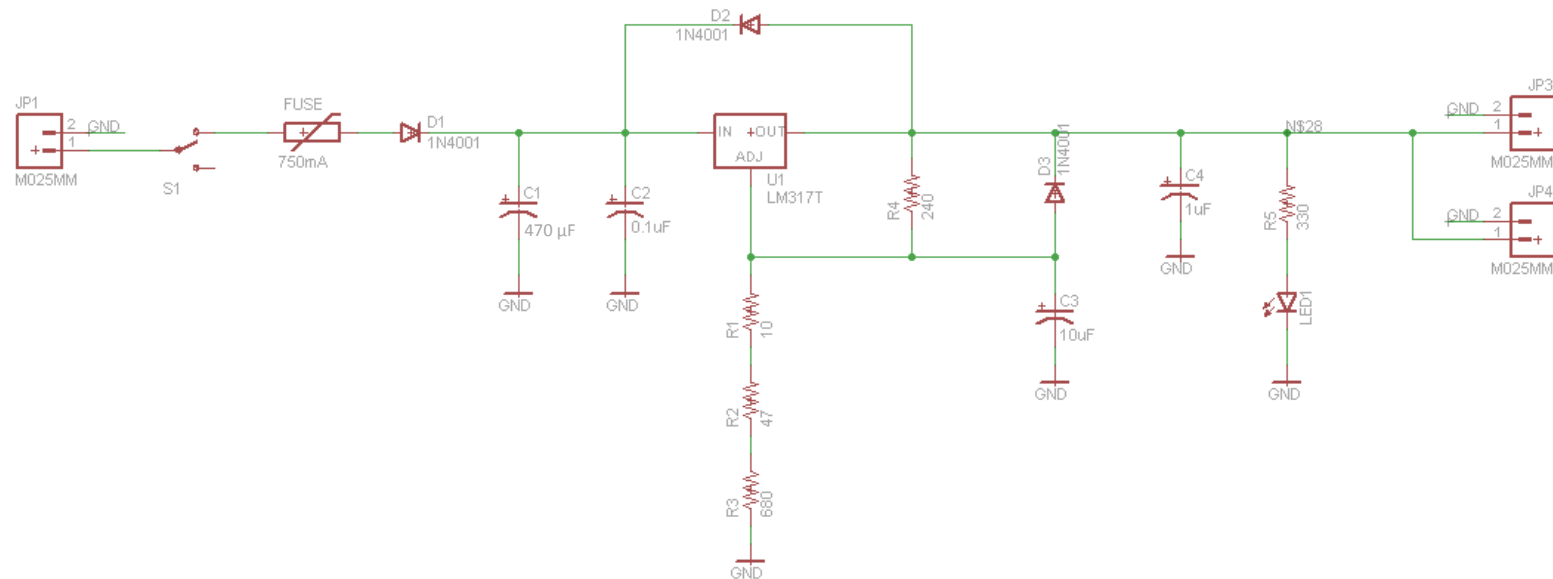 D2
1N4001
JP1
2
GND
1
M025MM
S1
FUSE
750mA
D1
1N4001
IN
OUT
ADJ
U1
LM317T
C1
470 µF
GND
C2
0.1uF
GND
R4
240
D3
1N4001
C4
1uF
GND
N$28
R5
330
LED1
GND
JP3
GND
2
1
M025MM
JP4
GND
2
1
M025MM
R1
10
R2
47
R3
680
GND
C3
10uF
GND